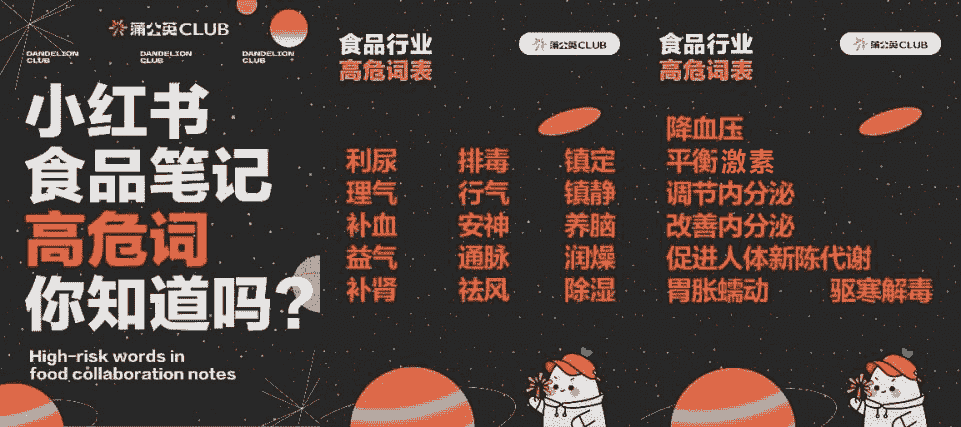 蒲公英CLUB
DANDELION CLUB
DANDELION CLUB
DANDELION CLUB
小红书
食品笔记
高危词
你知道吗?
High-risk words in
food collaboration notes
食品行业
高危词表
蒲公英CLUB
利尿 排毒 镇定
理气 行气 镇静
补血 安神 养脑
益气 通脉 润燥
补肾 祛风 除湿
食品行业
高危词表
蒲公英CLUB
降血压
平衡激素
调节内分泌
改善内分泌
促进人体新陈代谢
胃胀蠕动 驱寒解毒